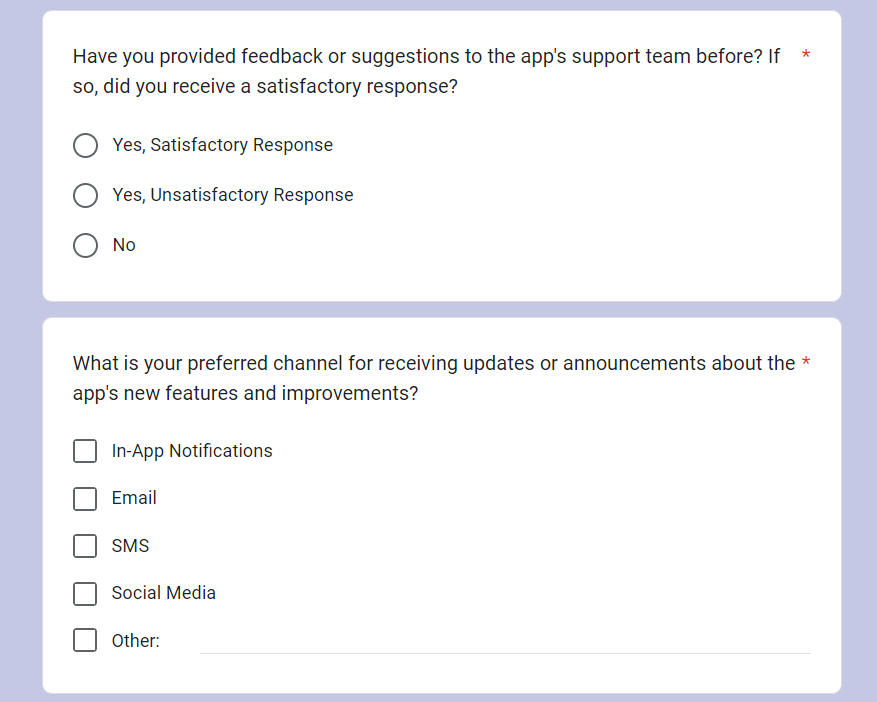 Have you provided feedback or suggestions to the app's support team before? If *
so, did you receive a satisfactory response?
Yes, Satisfactory Response
Yes, Unsatisfactory Response
No
What is your preferred channel for receiving updates or announcements about the *
app's new features and improvements?
In-App Notifications
Email
SMS
Social Media
Other: